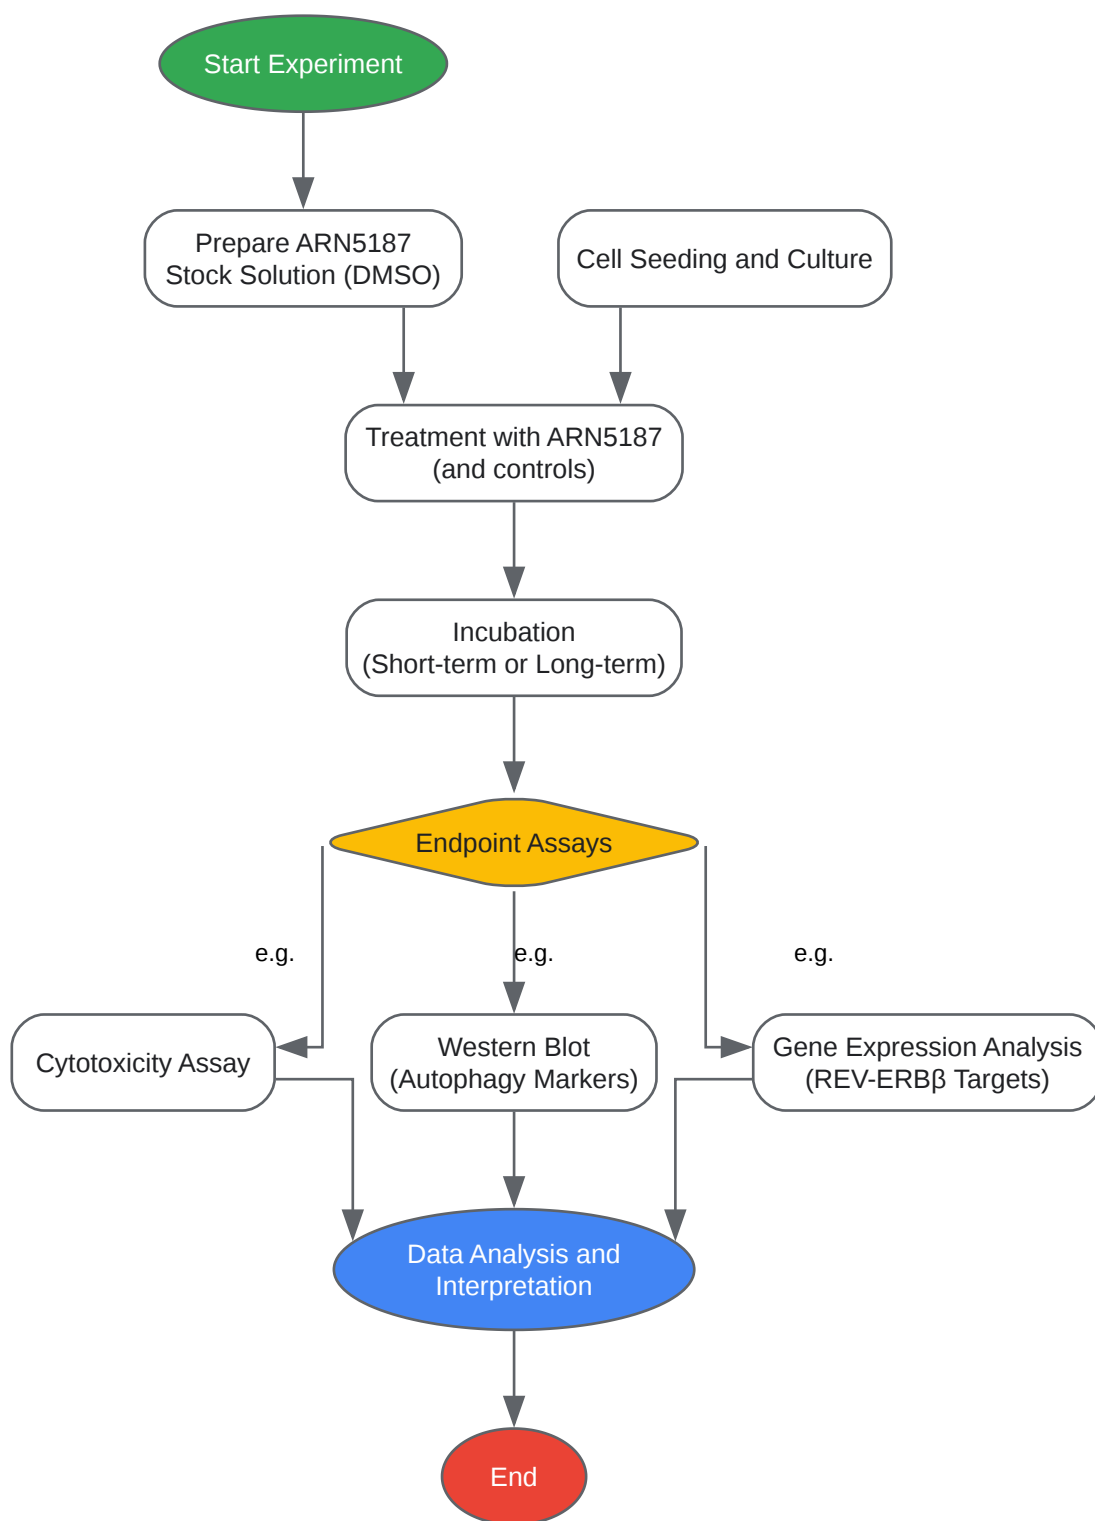 Start Experiment
Prepare ARN5187
Stock Solution (DMSO)
Cell Seeding and Culture
Treatment with ARN5187
(and controls)
Incubation
(Short-term or Long-term)
Endpoint Assays
e.g.
e.g.
e.g.
Cytotoxicity Assay
Western Blot
(Autophagy Markers)
Gene Expression Analysis
(REV-ERBβ Targets)
Data Analysis and
Interpretation
End